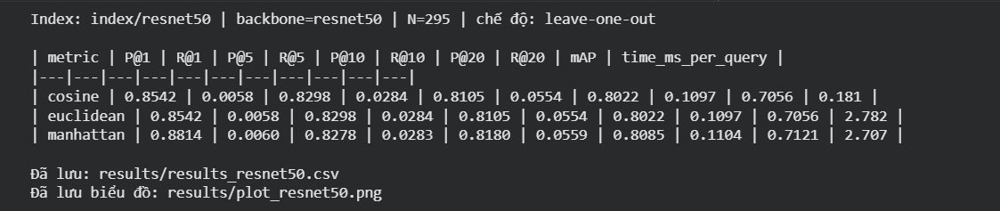 Index: index/resnet50 | backbone=resnet50 | N=295 | chế độ: leave-one-out
| metric | P@1 | R@1 | P@5 | R@5 | P@10 | R@10 | P@20 | R@20 | mAP | time_ms_per_query |
|---|---|---|---|---|---|---|---|---|---|---|
| cosine | 0.8542 | 0.0058 | 0.8298 | 0.0284 | 0.8105 | 0.0554 | 0.8022 | 0.1097 | 0.7056 | 0.181 |
| euclidean | 0.8542 | 0.0058 | 0.8298 | 0.0284 | 0.8105 | 0.0554 | 0.8022 | 0.1097 | 0.7056 | 2.782 |
| manhattan | 0.8814 | 0.0060 | 0.8278 | 0.0283 | 0.8180 | 0.0559 | 0.8085 | 0.1104 | 0.7121 | 2.707 |
Đã lưu: results/results_resnet50.csv
Đã lưu biểu đồ: results/plot_resnet50.png